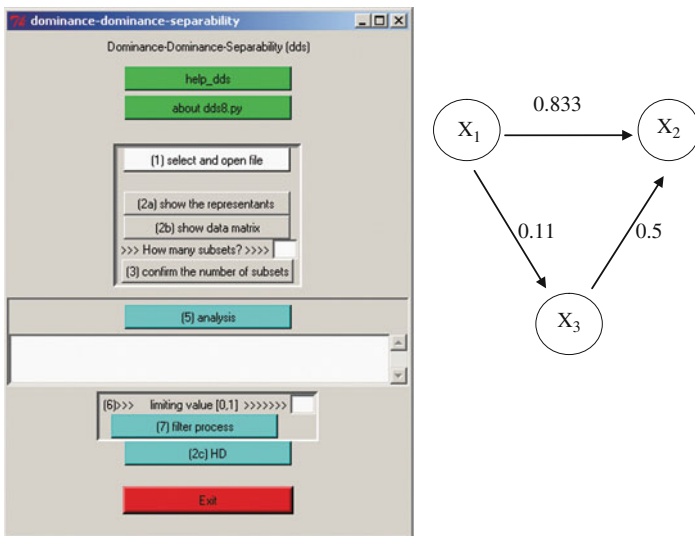 dominance-dominance-separability
Dominance-Dominance-Separability (dds)
help_dds
about dds8.py
(1) select and open file
(2a) show the representants
(2b) show data matrix
>>> How many subsets? >>>>
(3) confirm the number of subsets
(5) analysis
(6)>>> limiting value [0,1] >>>>>>>
(7) filter process
(2c) HD
Exit
X1
0.833
X2
0.11
0.5
X3